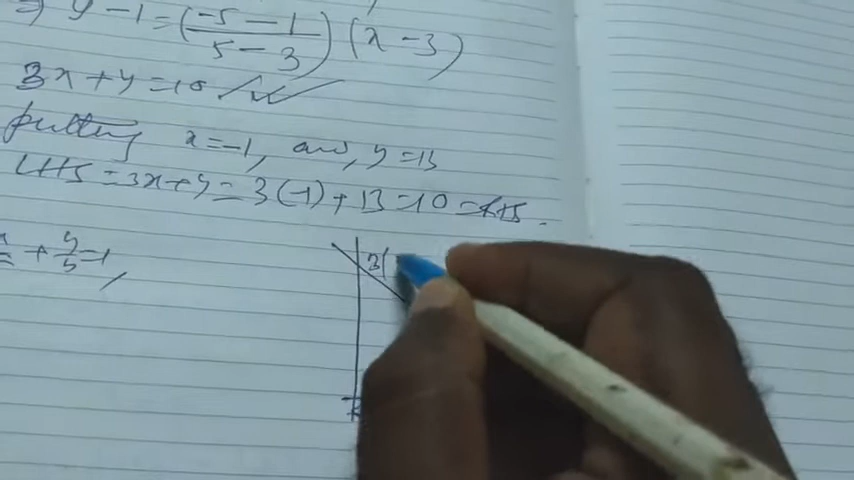 => y - 1 = (-5 - 1 / 5 - 3) (x - 3)
3x + y = 10
putting x = -1, and, y = 13
LHS = 3x + y = 3(-1) + 13 = 10 = RHS.
+ y/5 = 1
B(